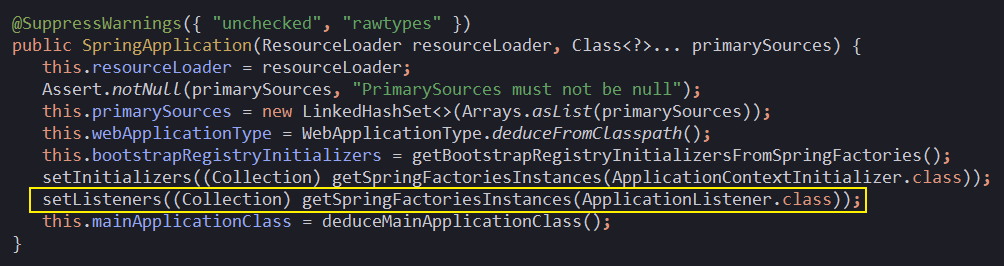 @SuppressWarnings({ "unchecked", "rawtypes" })
public SpringApplication(ResourceLoader resourceLoader, Class<?>... primarySources) {
this.resourceLoader = resourceLoader;
Assert.notNull(primarySources, "PrimarySources must not be null");
this.primarySources = new LinkedHashSet<>(Arrays.asList(primarySources));
this.webApplicationType = WebApplicationType.deduceFromClasspath();
this.bootstrapRegistryInitializers = getBootstrapRegistryInitializersFromSpringFactories();
setInitializers((Collection) getSpringFactoriesInstances(ApplicationContextInitializer.class));
setListeners((Collection) getSpringFactoriesInstances(ApplicationListener.class));
this.mainApplicationClass = deduceMainApplicationClass();
}